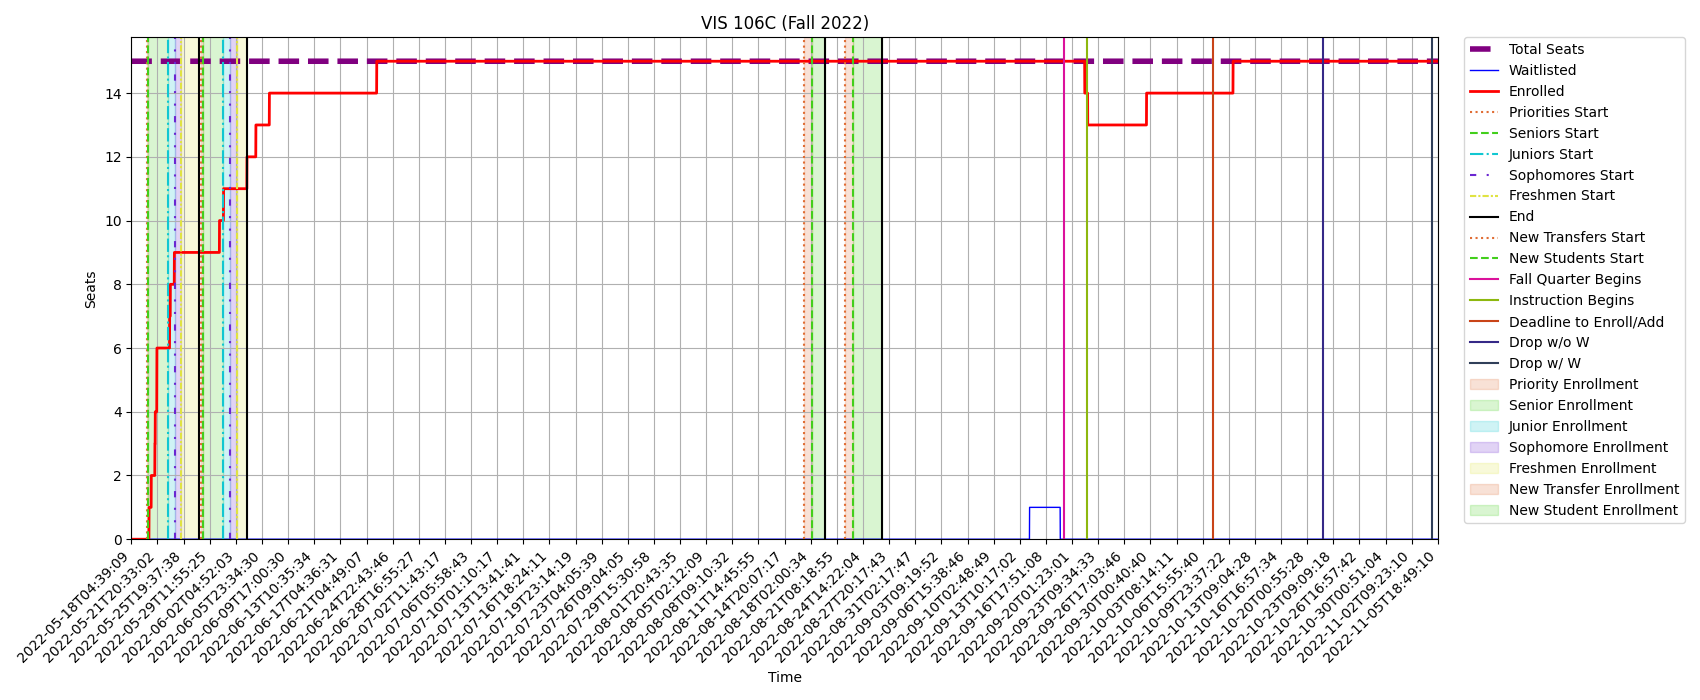 VIS 106C (Fall 2022)
Seats
14
12
10
8
6
4
2
0
2022-05-18T04:39:09
2022-05-21T20:33:02
2022-05-25T19:37:38
2022-05-29T11:55:25
2022-06-02T04:52:03
2022-06-05T23:34:30
2022-06-09T17:00:30
2022-06-13T10:35:34
2022-06-17T04:36:31
2022-06-21T04:49:07
2022-06-24T22:43:46
2022-06-28T16:55:27
2022-07-02T11:43:17
2022-07-06T05:58:43
2022-07-10T01:10:17
2022-07-13T13:41:41
2022-07-16T18:24:11
2022-07-19T23:14:19
2022-07-23T04:05:39
2022-07-26T09:04:05
2022-07-29T15:30:58
2022-08-01T20:43:35
2022-08-05T02:12:09
2022-08-08T09:10:32
2022-08-11T14:45:55
2022-08-14T20:07:17
2022-08-18T02:00:34
2022-08-21T08:18:55
2022-08-24T14:22:04
2022-08-27T20:17:43
2022-08-31T02:17:47
2022-09-03T09:19:52
2022-09-06T15:38:46
2022-09-10T02:48:49
2022-09-13T10:17:02
2022-09-16T17:51:08
2022-09-20T01:23:01
2022-09-23T09:34:33
2022-09-26T17:03:46
2022-09-30T00:40:40
2022-10-03T08:14:11
2022-10-06T15:55:40
2022-10-09T23:37:22
2022-10-13T09:04:28
2022-10-16T16:57:34
2022-10-20T00:55:28
2022-10-23T09:09:18
2022-10-26T16:57:42
2022-10-30T00:51:04
2022-11-02T09:23:10
2022-11-05T18:49:10
Time
Total Seats
Waitlisted
Enrolled
Priorities Start
Seniors Start
Juniors Start
Sophomores Start
Freshmen Start
End
New Transfers Start
New Students Start
Fall Quarter Begins
Instruction Begins
Deadline to Enroll/Add
Drop w/o W
Drop w/ W
Priority Enrollment
Senior Enrollment
Junior Enrollment
Sophomore Enrollment
Freshmen Enrollment
New Transfer Enrollment
New Student Enrollment